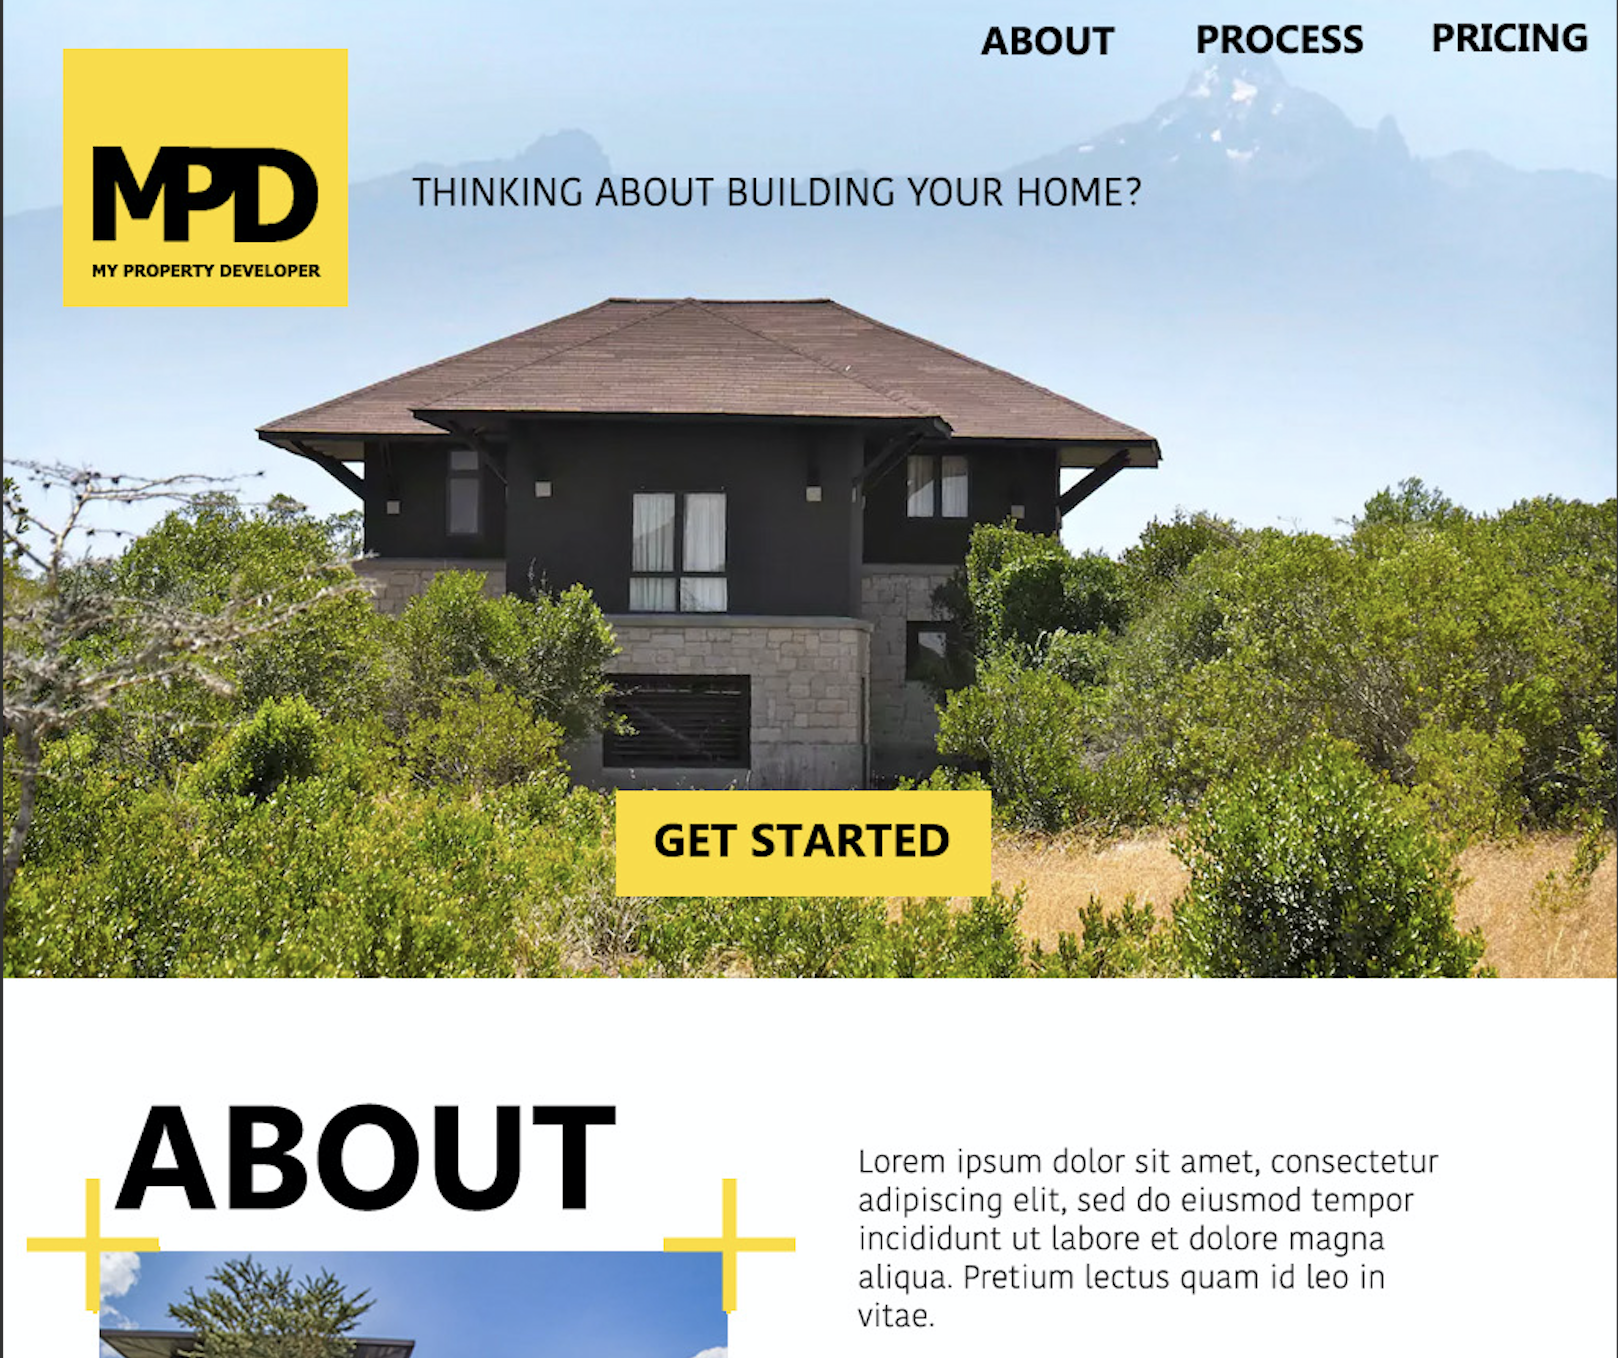 ABOUT PROCESS PRICING
MPD
MY PROPERTY DEVELOPER
THINKING ABOUT BUILDING YOUR HOME?
GET STARTED
ABOUT
Lorem ipsum dolor sit amet, consectetur
adipiscing elit, sed do eiusmod tempor
incididunt ut labore et dolore magna
aliqua. Pretium lectus quam id leo in
vitae.